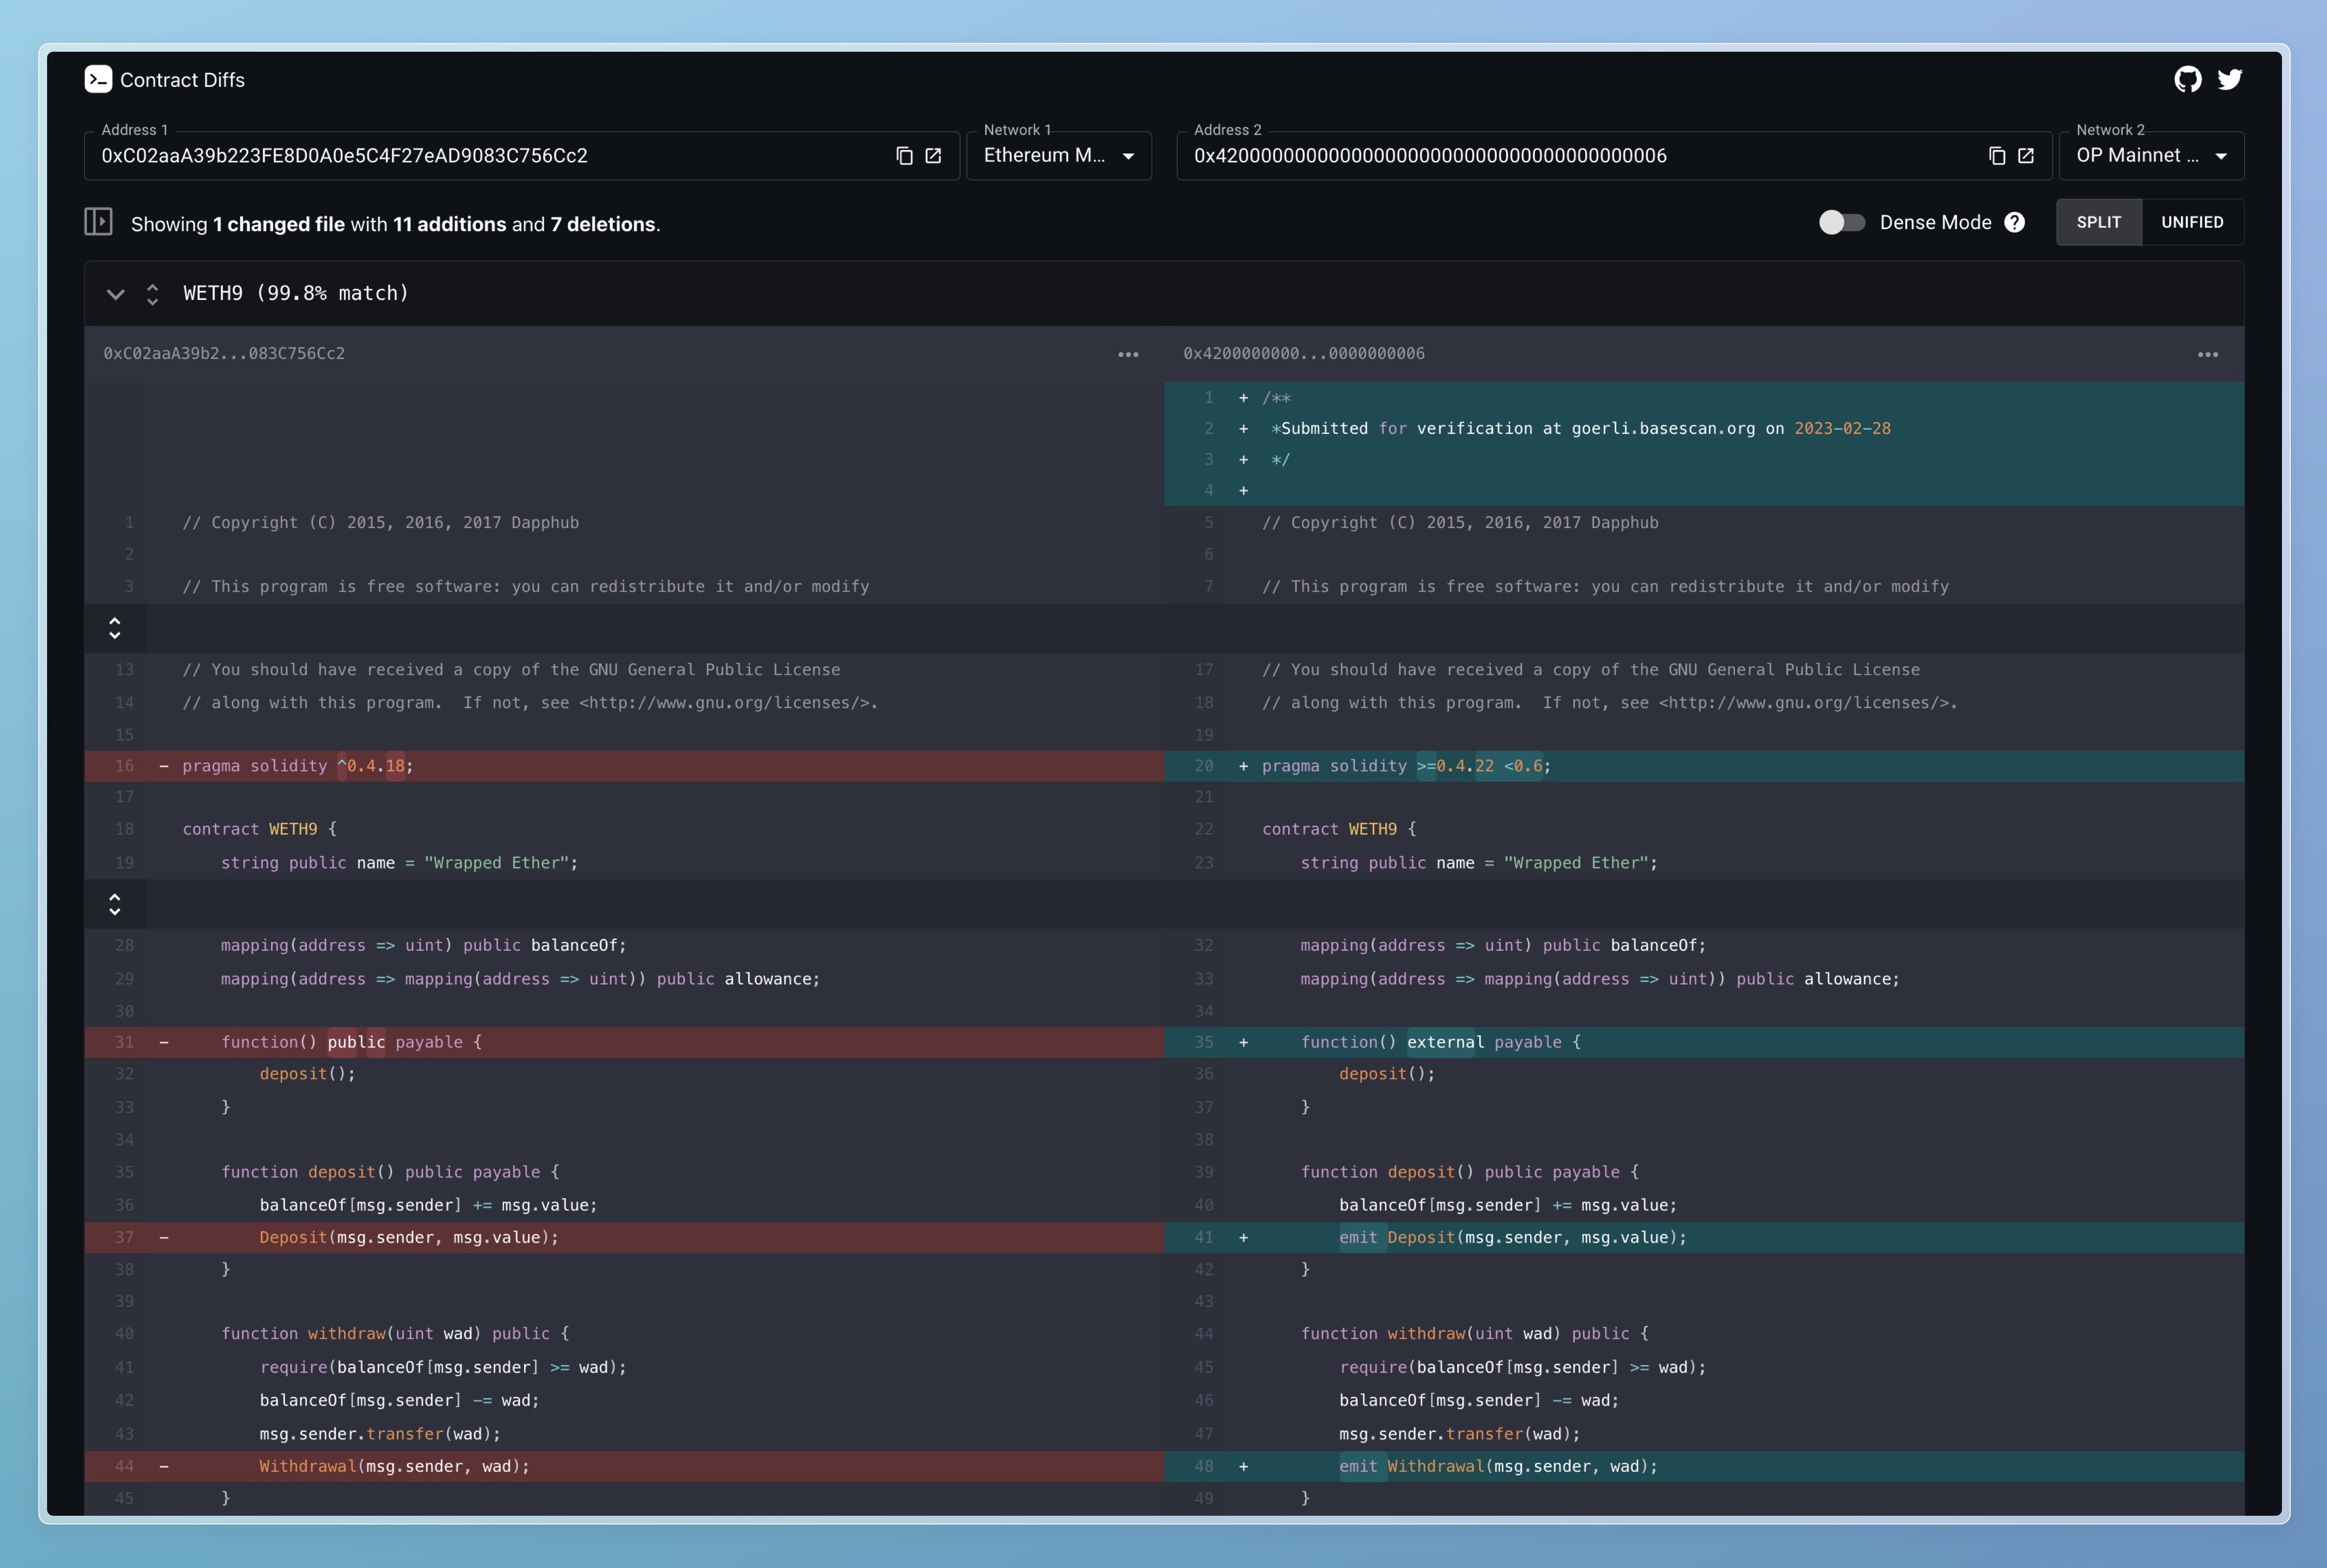 Contract Diffs
Address 1
0xC02aaA39b223FE8D0A0e5C4F27eAD9083C756Cc2
Network 1
Ethereum M...
Address 2
0x4200000000000000000000000000000000000006
Network 2
OP Mainnet ...
Showing 1 changed file with 11 additions and 7 deletions.
Dense Mode ?
SPLIT UNIFIED
WETH9 (99.8% match)
0xC02aaA39b2...083C756Cc2
0x4200000000...0000000006
1 + /**
2 + *Submitted for verification at goerli.basescan.org on 2023-02-28
3 + */
4 +
1 // Copyright (C) 2015, 2016, 2017 Dapphub 5 // Copyright (C) 2015, 2016, 2017 Dapphub
2 6
3 // This program is free software: you can redistribute it and/or modify 7 // This program is free software: you can redistribute it and/or modify
13 // You should have received a copy of the GNU General Public License 17 // You should have received a copy of the GNU General Public License
14 // along with this program.  If not, see <http://www.gnu.org/licenses/>. 18 // along with this program.  If not, see <http://www.gnu.org/licenses/>.
15 19
16 − pragma solidity ^0.4.18; 20 + pragma solidity >=0.4.22 <0.6;
17 21
18 contract WETH9 { 22 contract WETH9 {
19 string public name = "Wrapped Ether"; 23 string public name = "Wrapped Ether";
28 mapping(address => uint) public balanceOf; 32 mapping(address => uint) public balanceOf;
29 mapping(address => mapping(address => uint)) public allowance; 33 mapping(address => mapping(address => uint)) public allowance;
30 34
31 − function() public payable { 35 + function() external payable {
32 deposit(); 36 deposit();
33 } 37 }
34 38
35 function deposit() public payable { 39 function deposit() public payable {
36 balanceOf[msg.sender] += msg.value; 40 balanceOf[msg.sender] += msg.value;
37 − Deposit(msg.sender, msg.value); 41 + emit Deposit(msg.sender, msg.value);
38 } 42 }
39 43
40 function withdraw(uint wad) public { 44 function withdraw(uint wad) public {
41 require(balanceOf[msg.sender] >= wad); 45 require(balanceOf[msg.sender] >= wad);
42 balanceOf[msg.sender] -= wad; 46 balanceOf[msg.sender] -= wad;
43 msg.sender.transfer(wad); 47 msg.sender.transfer(wad);
44 − Withdrawal(msg.sender, wad); 48 + emit Withdrawal(msg.sender, wad);
45 } 49 }